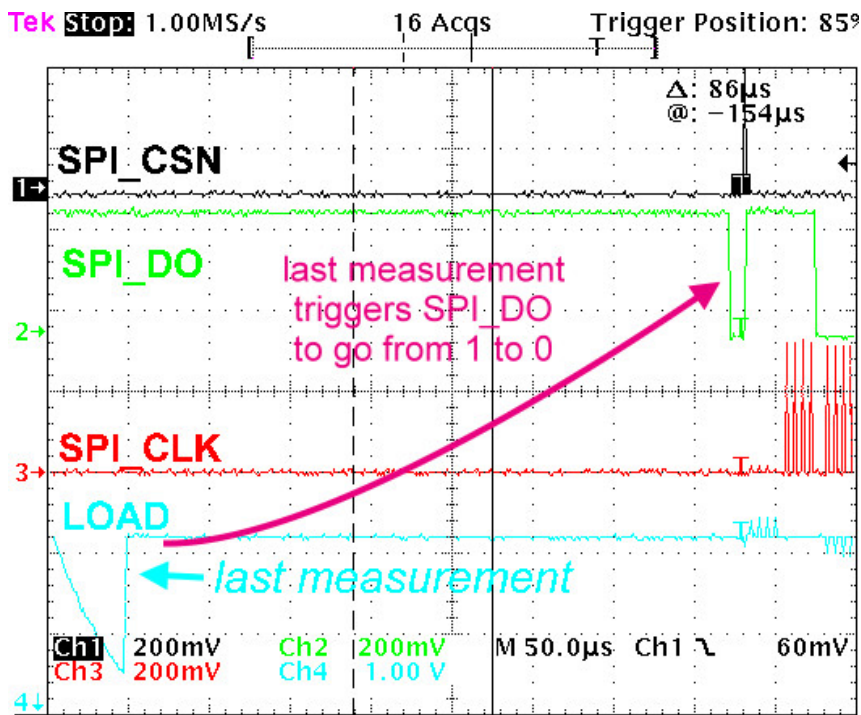 Tek Stop: 1.00MS/s 16 Acqs Trigger Position: 85%
T
Δ: 86µs
@: −154µs
SPI_CSN
1→
SPI_DO
last measurement
triggers SPI_DO
to go from 1 to 0
2→
SPI_CLK
3→
LOAD
last measurement
Ch1 200mV Ch2 200mV M 50.0µs Ch1 60mV
Ch3 200mV Ch4 1.00 V
4↓